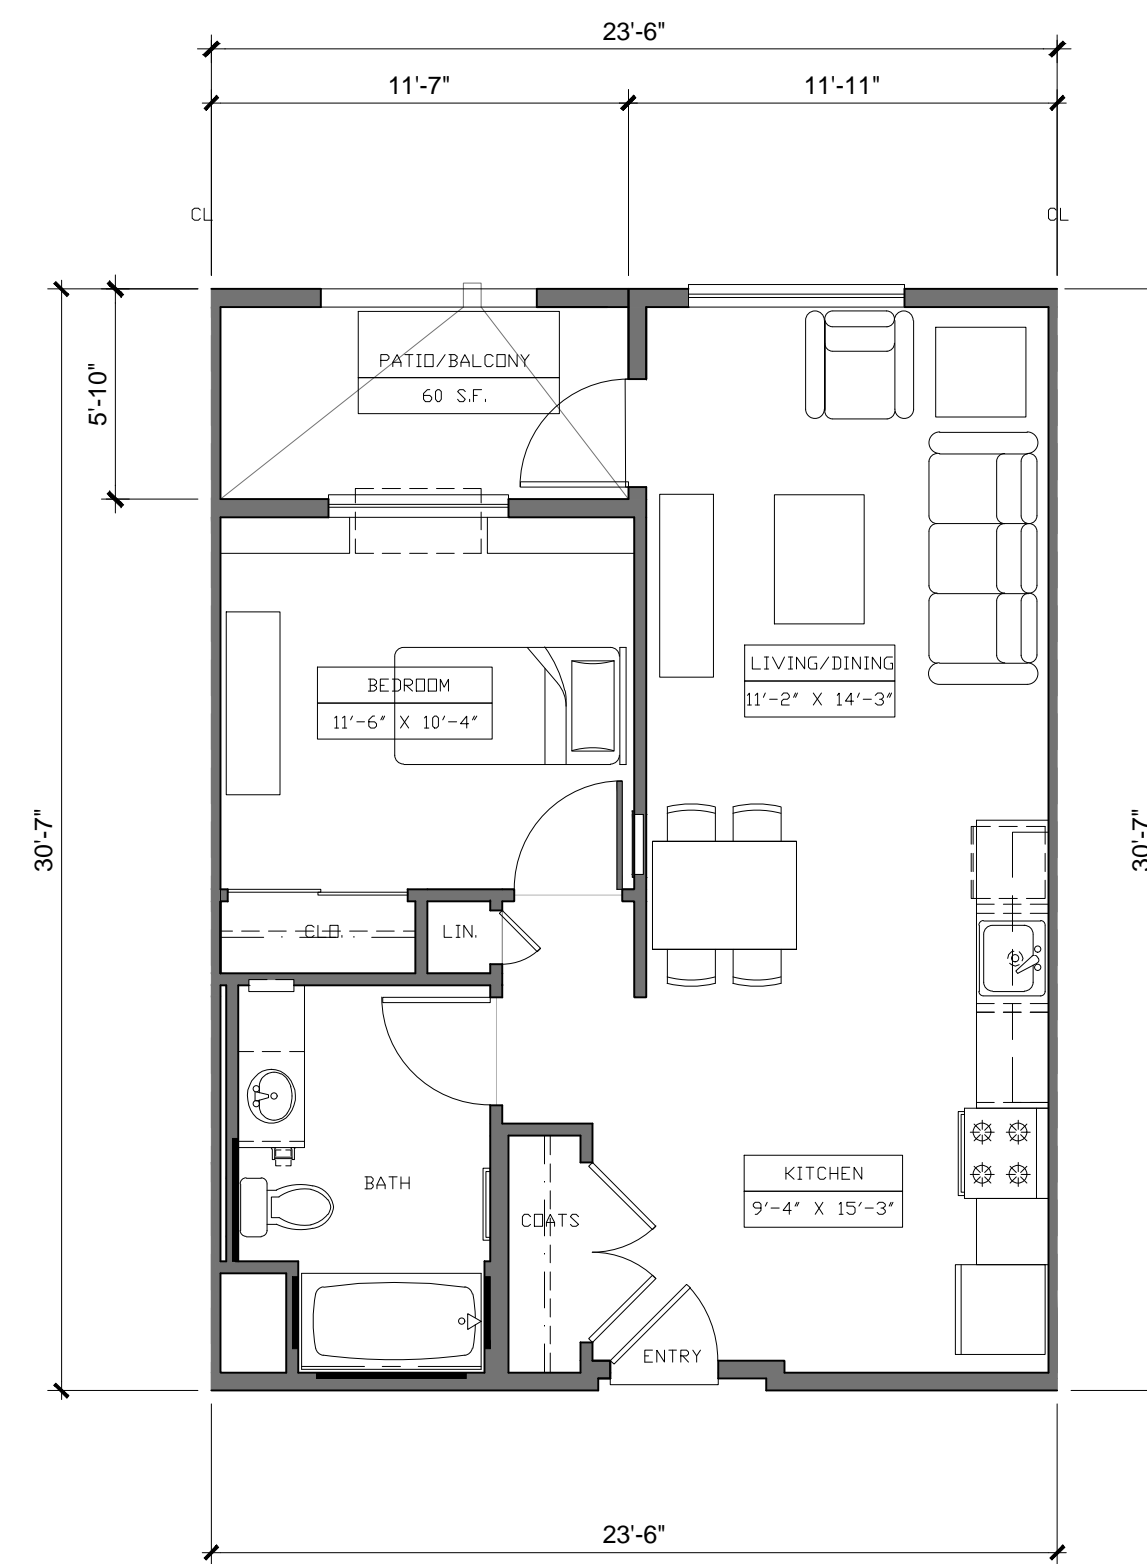 23'-6"
11'-7"
11'-11"
CL
CL
5'-10"
PATIO/BALCONY
60 S.F.
LIVING/DINING
11'-2" X 14'-3"
BEDROOM
11'-6" X 10'-4"
30'-7"
30'-7"
CLO.
LIN.
BATH
KITCHEN
9'-4" X 15'-3"
COATS
ENTRY
23'-6"